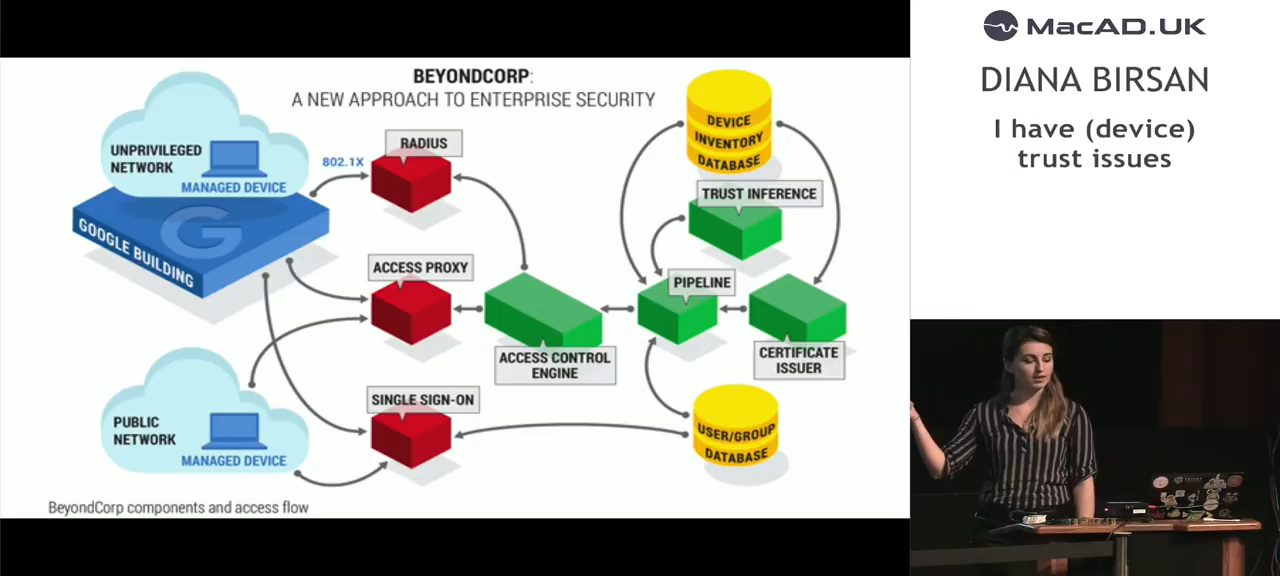 BEYONDCORP:
A NEW APPROACH TO ENTERPRISE SECURITY
UNPRIVILEGED
NETWORK
MANAGED DEVICE
GOOGLE BUILDING
G
802.1X
RADIUS
ACCESS PROXY
SINGLE SIGN-ON
ACCESS CONTROL
ENGINE
DEVICE
INVENTORY
DATABASE
TRUST INFERENCE
PIPELINE
CERTIFICATE
ISSUER
USER/GROUP
DATABASE
PUBLIC
NETWORK
MANAGED DEVICE
BeyondCorp components and access flow
MacAD.UK
DIANA BIRSAN
I have (device)
trust issues